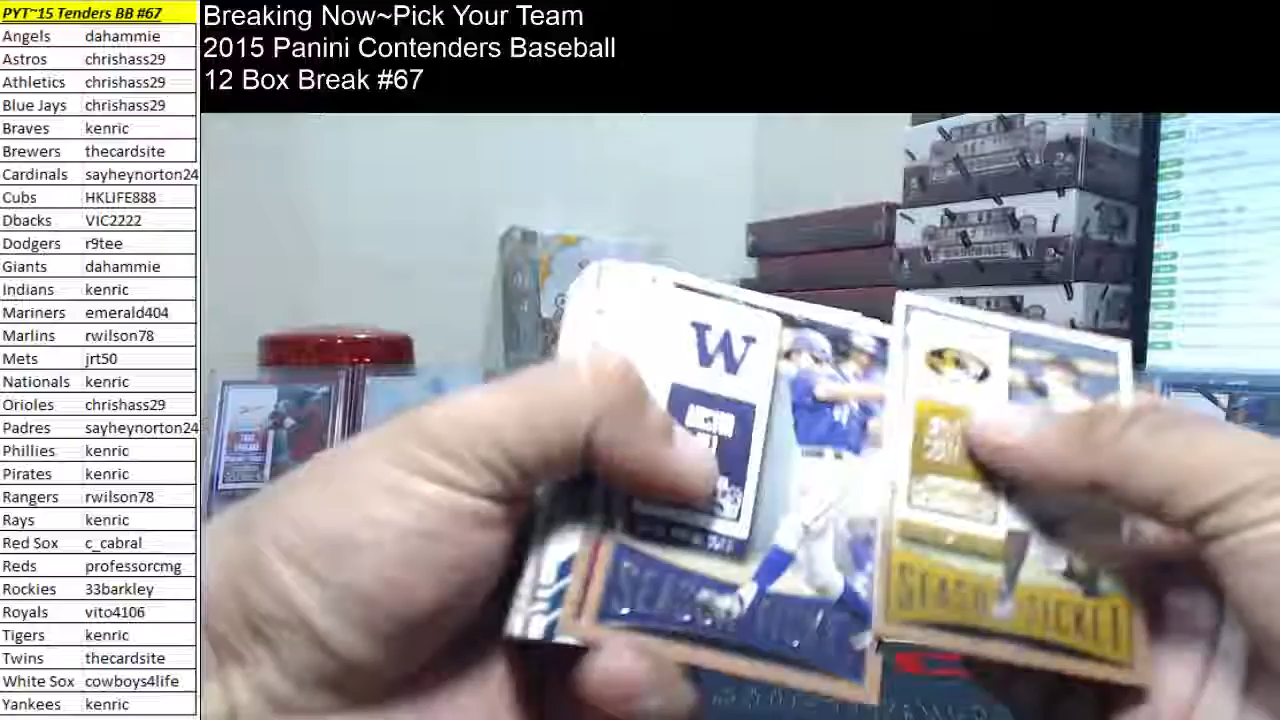 PYT~15 Tenders BB #67
Angels dahammie
Astros chrishass29
Athletics chrishass29
Blue Jays chrishass29
Braves kenric
Brewers thecardsite
Cardinals sayheynorton24
Cubs HKLIFE888
Dbacks VIC2222
Dodgers r9tee
Giants dahammie
Indians kenric
Mariners emerald404
Marlins rwilson78
Mets jrt50
Nationals kenric
Orioles chrishass29
Padres sayheynorton24
Phillies kenric
Pirates kenric
Rangers rwilson78
Rays kenric
Red Sox c_cabral
Reds professorcmg
Rockies 33barkley
Royals vito4106
Tigers kenric
Twins thecardsite
White Sox cowboys4life
Yankees kenric
Breaking Now~Pick Your Team
2015 Panini Contenders Baseball
12 Box Break #67
W